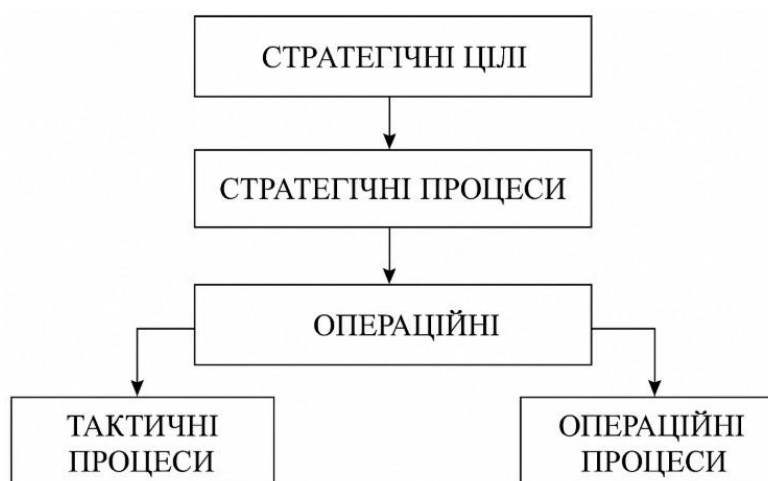 СТРАТЕГІЧНІ ЦІЛІ
СТРАТЕГІЧНІ ПРОЦЕСИ
ОПЕРАЦІЙНІ
ТАКТИЧНІ
ПРОЦЕСИ
ОПЕРАЦІЙНІ
ПРОЦЕСИ